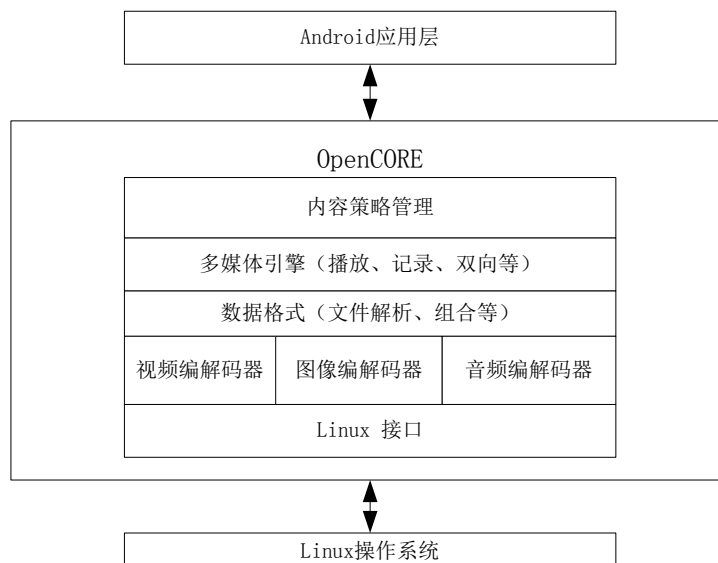 Android应用层
OpenCORE
内容策略管理
多媒体引擎（播放、记录、双向等）
数据格式（文件解析、组合等）
视频编解码器
图像编解码器
音频编解码器
Linux 接口
Linux操作系统